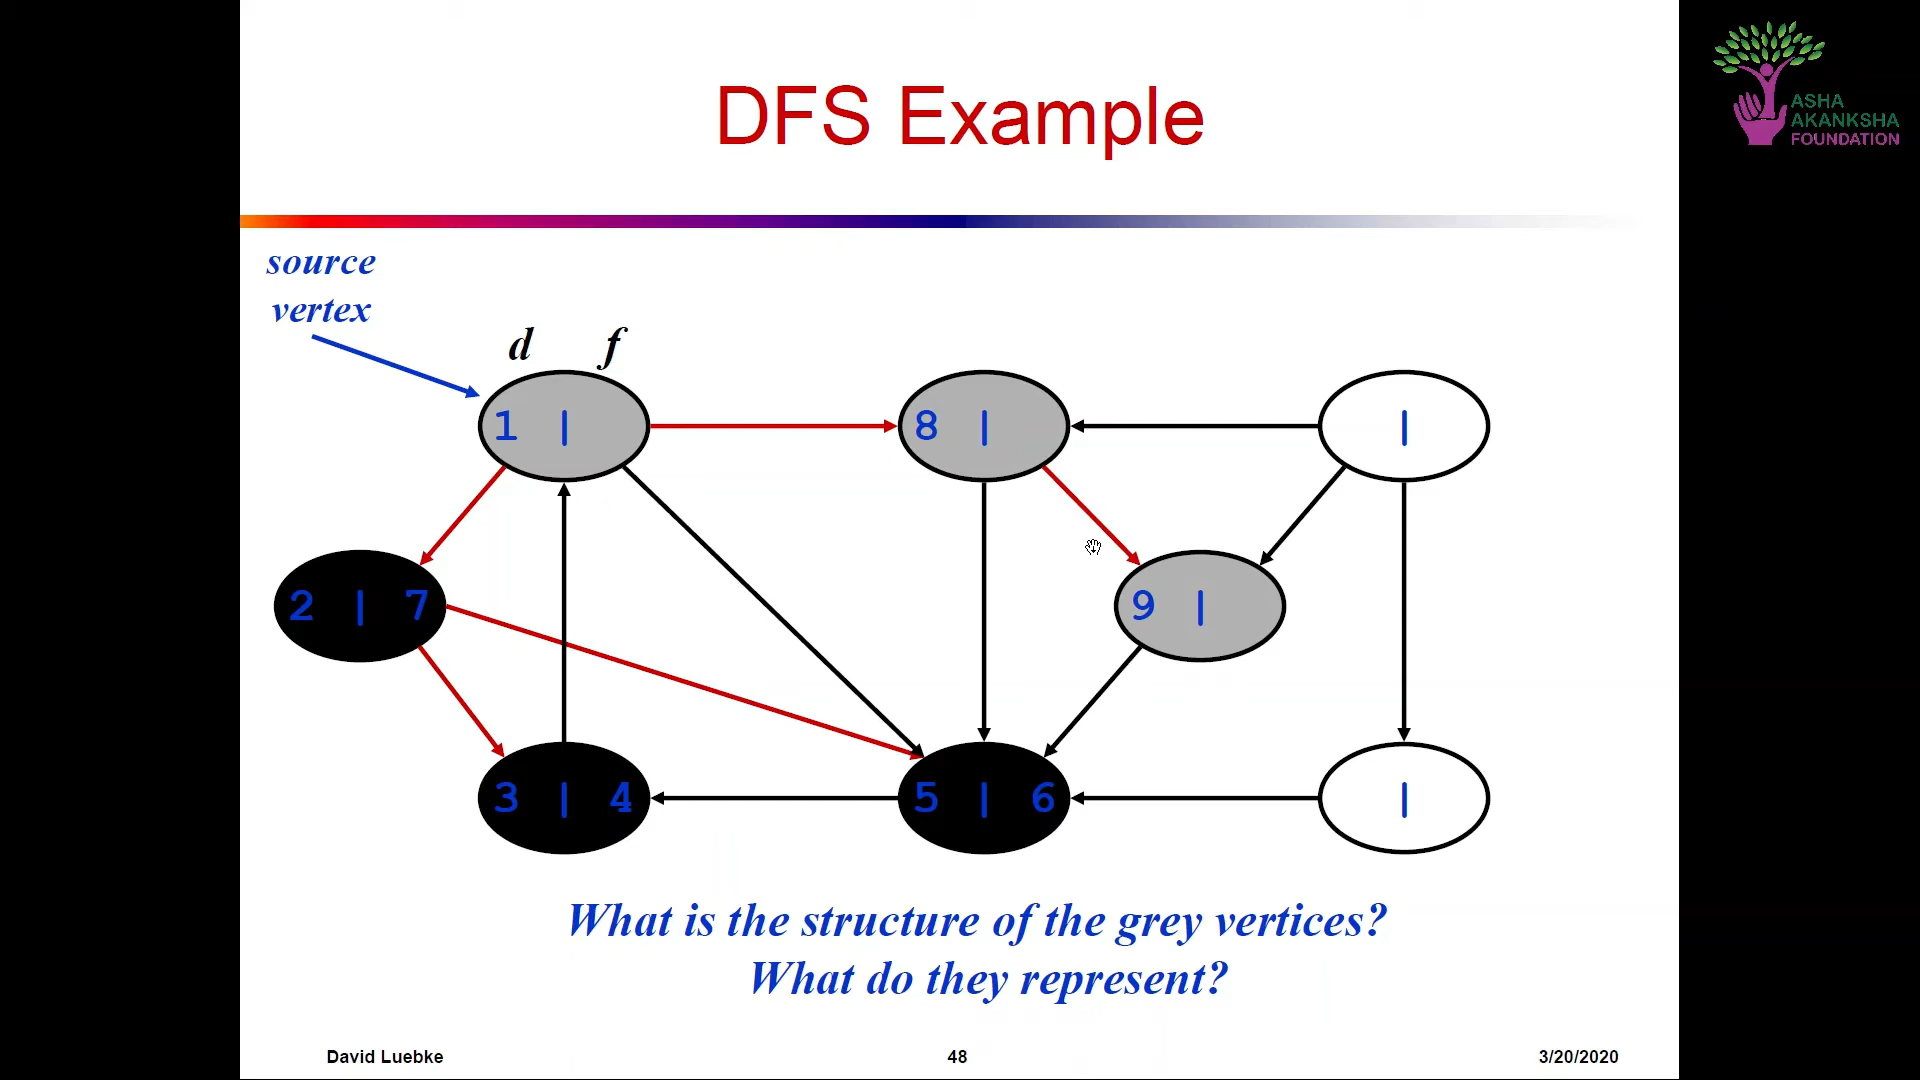 DFS Example
ASHA
AKANKSHA
FOUNDATION
source
vertex
d f
1 |
8 |
|
2 | 7
9 |
3 | 4
5 | 6
|
What is the structure of the grey vertices?
What do they represent?
David Luebke
48
3/20/2020